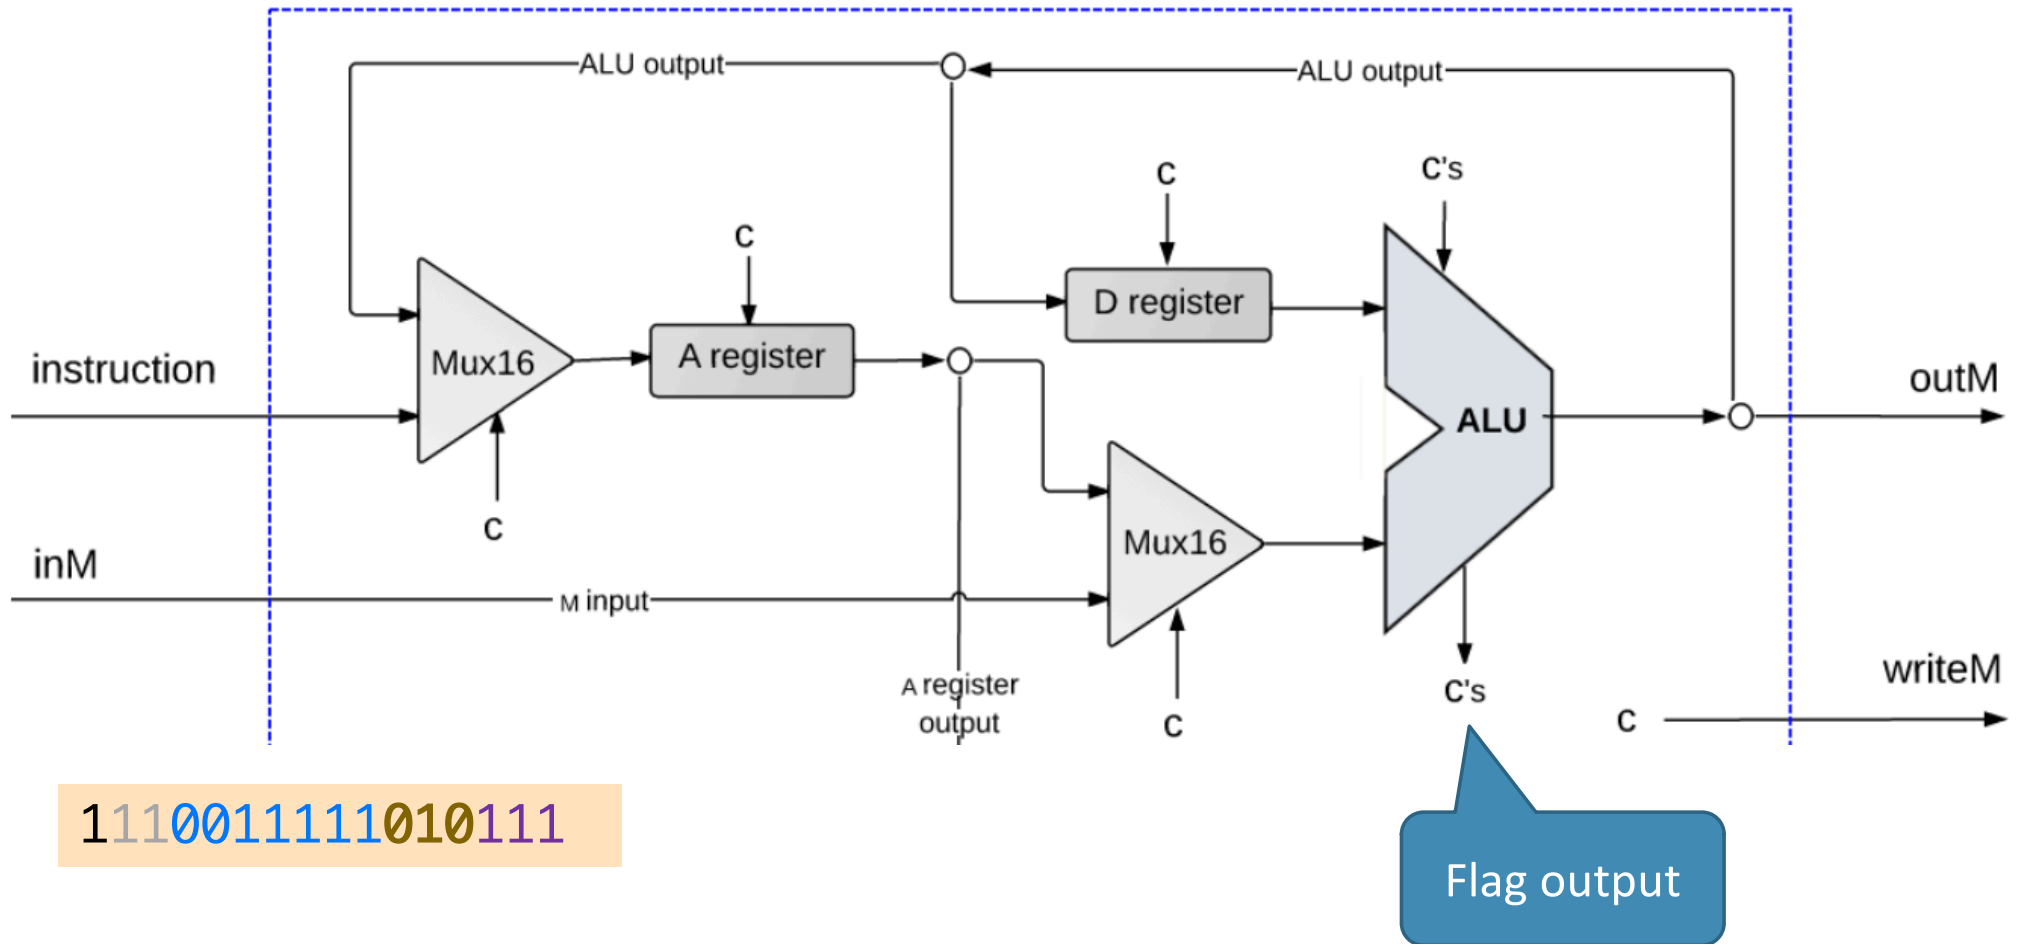 ALU output
ALU output
c
c's
c
D register
instruction
Mux16
A register
outM
ALU
c
Mux16
inM
M input
A register
output
c
c's
c
writeM
1110011111010111
Flag output